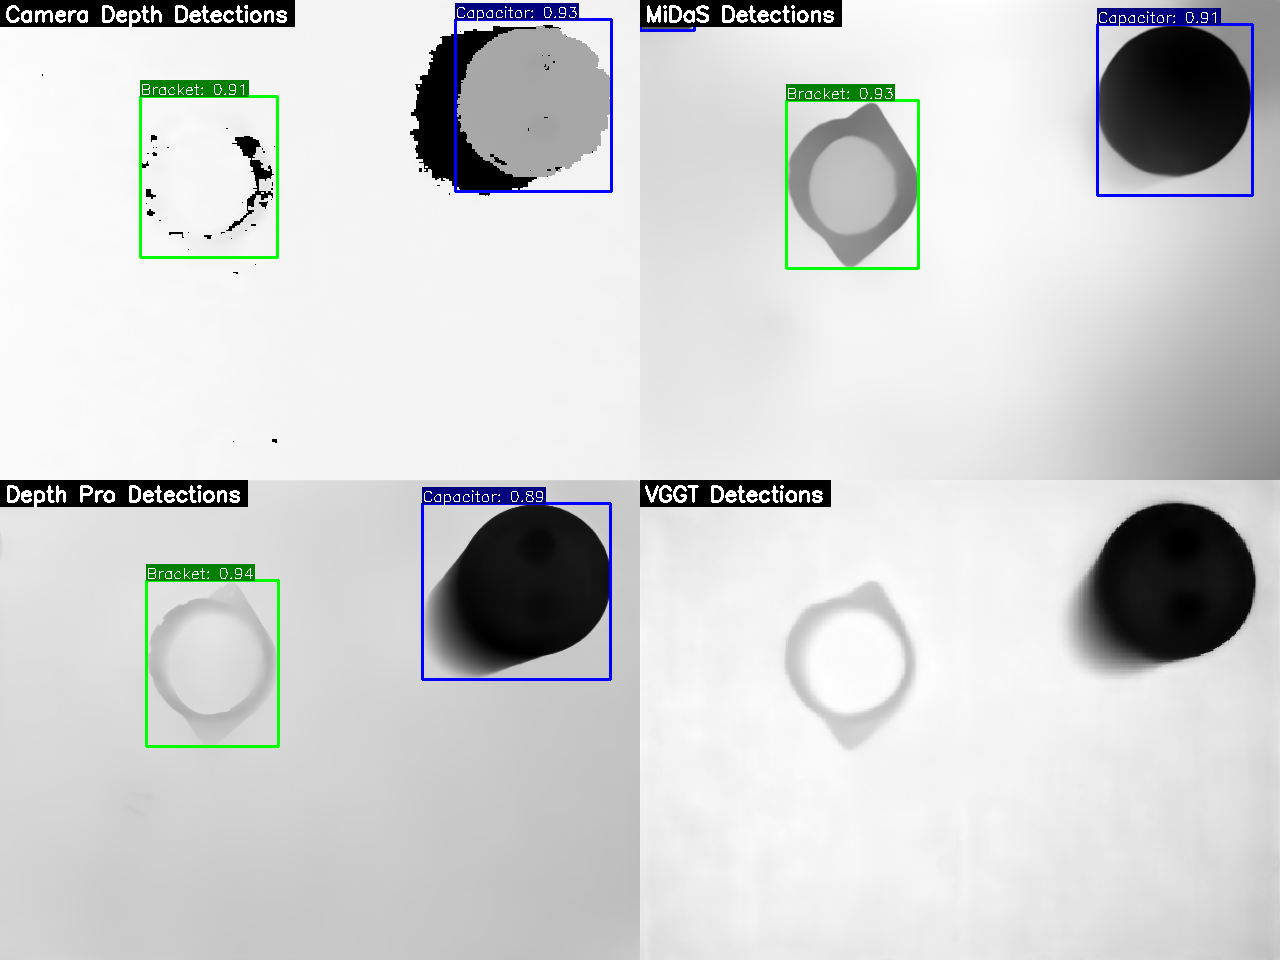 Camera Depth Detections
Capacitor: 0.93
Bracket: 0.91
MiDaS Detections
Capacitor: 0.91
Bracket: 0.93
Depth Pro Detections
Capacitor: 0.89
Bracket: 0.94
VGGT Detections